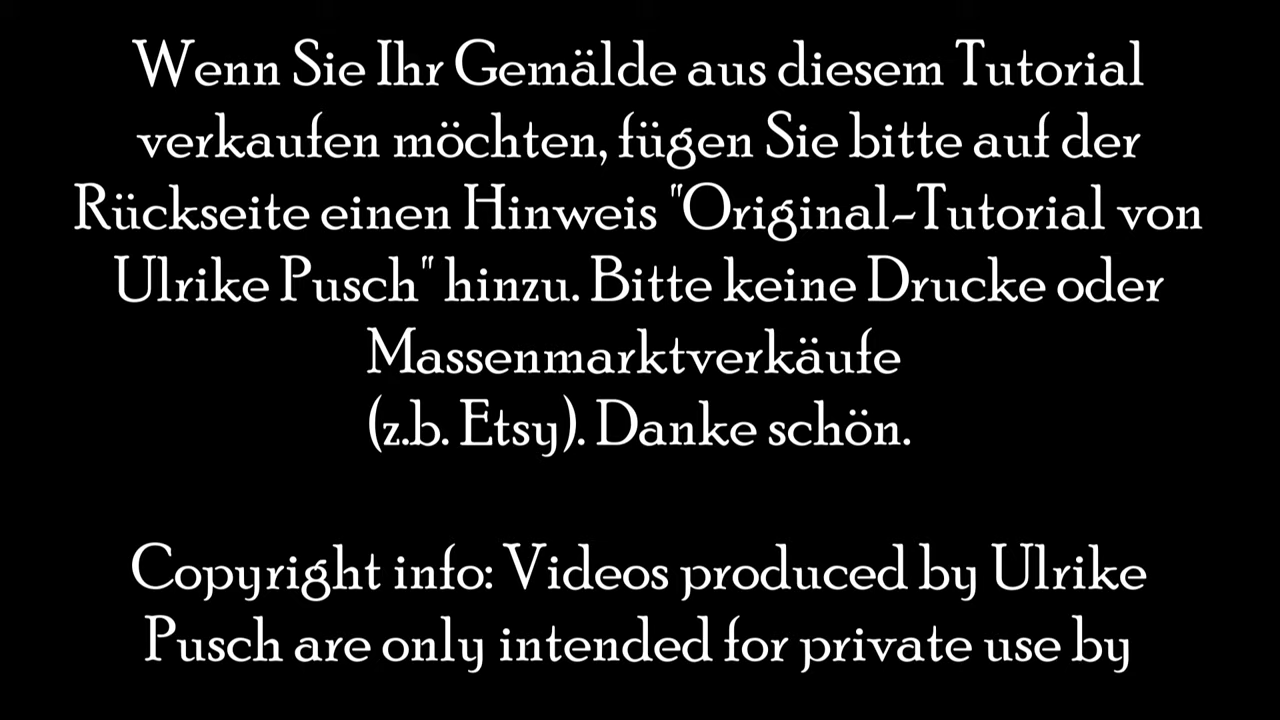 Wenn Sie Ihr Gemälde aus diesem Tutorial
verkaufen möchten, fügen Sie bitte auf der
Rückseite einen Hinweis "Original-Tutorial von
Ulrike Pusch" hinzu. Bitte keine Drucke oder
Massenmarktverkäufe
(z.b. Etsy). Danke schön.
Copyright info: Videos produced by Ulrike
Pusch are only intended for private use by